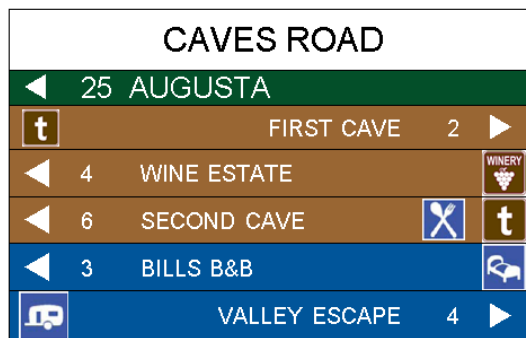 CAVES ROAD
25 AUGUSTA
t FIRST CAVE 2
4 WINE ESTATE WINERY
6 SECOND CAVE t
3 BILLS B&B
VALLEY ESCAPE 4